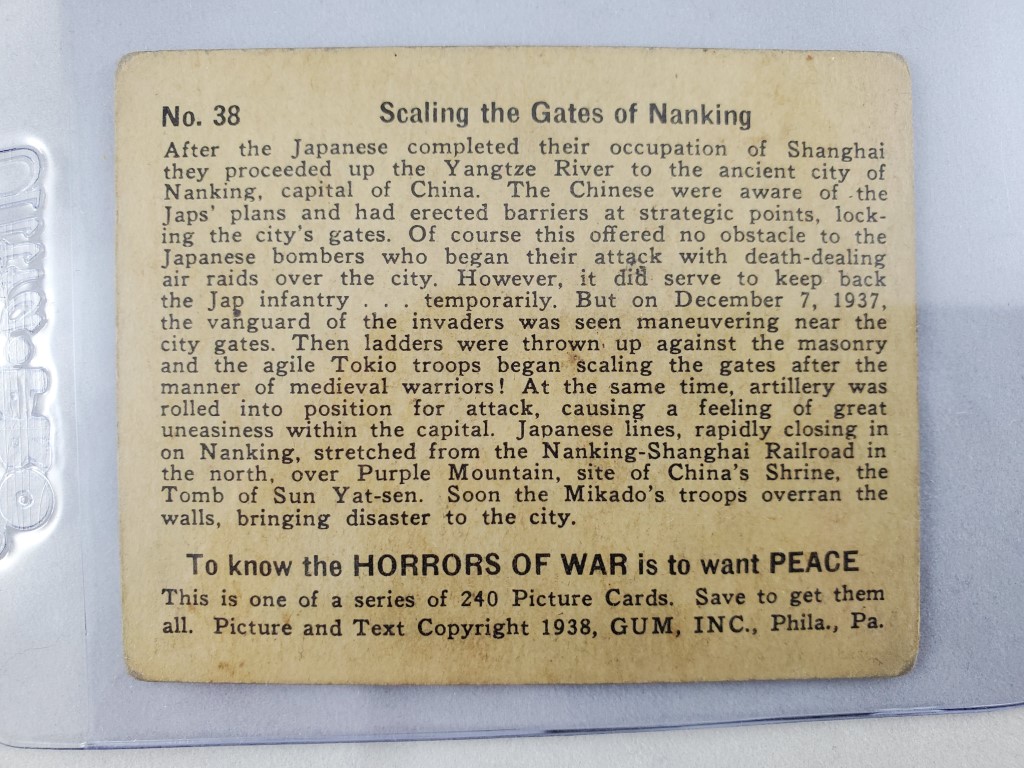 No. 38 Scaling the Gates of Nanking
After the Japanese completed their occupation of Shanghai
they proceeded up the Yangtze River to the ancient city of
Nanking, capital of China. The Chinese were aware of the
Japs' plans and had erected barriers at strategic points, lock-
ing the city's gates. Of course this offered no obstacle to the
Japanese bombers who began their attack with death-dealing
air raids over the city. However, it did serve to keep back
the Jap infantry . . . temporarily. But on December 7, 1937,
the vanguard of the invaders was seen maneuvering near the
city gates. Then ladders were thrown up against the masonry
and the agile Tokio troops began scaling the gates after the
manner of medieval warriors! At the same time, artillery was
rolled into position for attack, causing a feeling of great
uneasiness within the capital. Japanese lines, rapidly closing in
on Nanking, stretched from the Nanking-Shanghai Railroad in
the north, over Purple Mountain, site of China's Shrine, the
Tomb of Sun Yat-sen. Soon the Mikado's troops overran the
walls, bringing disaster to the city.
To know the HORRORS OF WAR is to want PEACE
This is one of a series of 240 Picture Cards. Save to get them
all. Picture and Text Copyright 1938, GUM, INC., Phila., Pa.